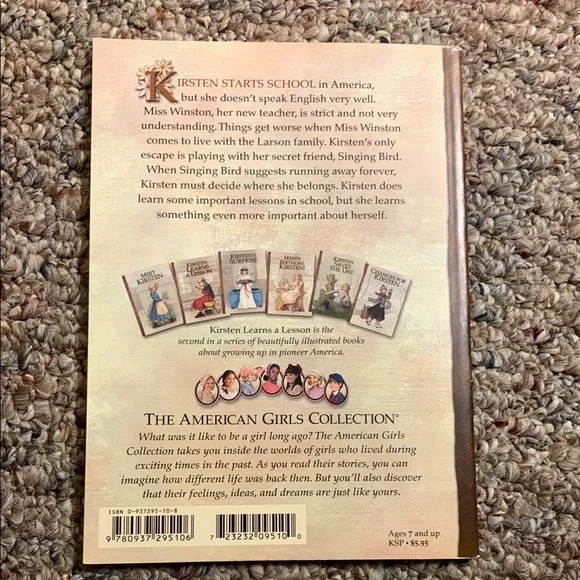 KIRSTEN STARTS SCHOOL in America,
but she doesn't speak English very well.
Miss Winston, her new teacher, is strict and not very
understanding. Things get worse when Miss Winston
comes to live with the Larson family. Kirsten's only
escape is playing with her secret friend, Singing Bird.
When Singing Bird suggests running away forever,
Kirsten must decide where she belongs. Kirsten does
learn some important lessons in school, but she learns
something even more important about herself.
MEET KIRSTEN
KIRSTEN LEARNS A LESSON
KIRSTEN'S SURPRISE
HAPPY BIRTHDAY, KIRSTEN!
KIRSTEN SAVES THE DAY
CHANGES FOR KIRSTEN
Kirsten Learns a Lesson is the
second in a series of beautifully illustrated books
about growing up in pioneer America.
THE AMERICAN GIRLS COLLECTION®
What was it like to be a girl long ago? The American Girls
Collection takes you inside the worlds of girls who lived during
exciting times in the past. As you read their stories, you can
imagine how different life was back then. But you'll also discover
that their feelings, ideas, and dreams are just like yours.
ISBN 0-937295-10-8
9 780937 295106
7 23232 09510 0
Ages 7 and up
KSP • $5.95